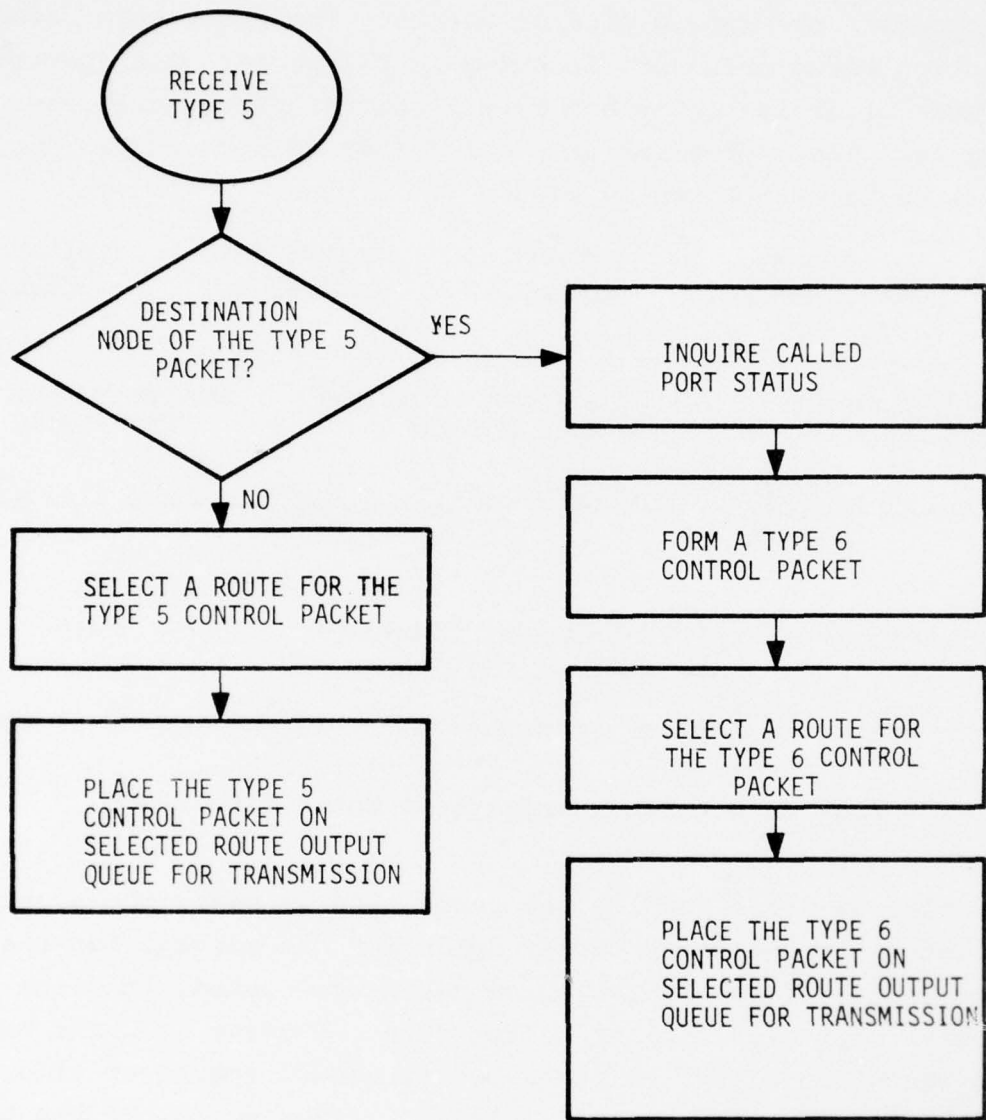 RECEIVE
TYPE 5
DESTINATION
NODE OF THE TYPE 5
PACKET?
YES
INQUIRE CALLED
PORT STATUS
NO
FORM A TYPE 6
CONTROL PACKET
SELECT A ROUTE FOR THE
TYPE 5 CONTROL PACKET
SELECT A ROUTE FOR
THE TYPE 6 CONTROL
PACKET
PLACE THE TYPE 5
CONTROL PACKET ON
SELECTED ROUTE OUTPUT
QUEUE FOR TRANSMISSION
PLACE THE TYPE 6
CONTROL PACKET ON
SELECTED ROUTE OUTPUT
QUEUE FOR TRANSMISSION